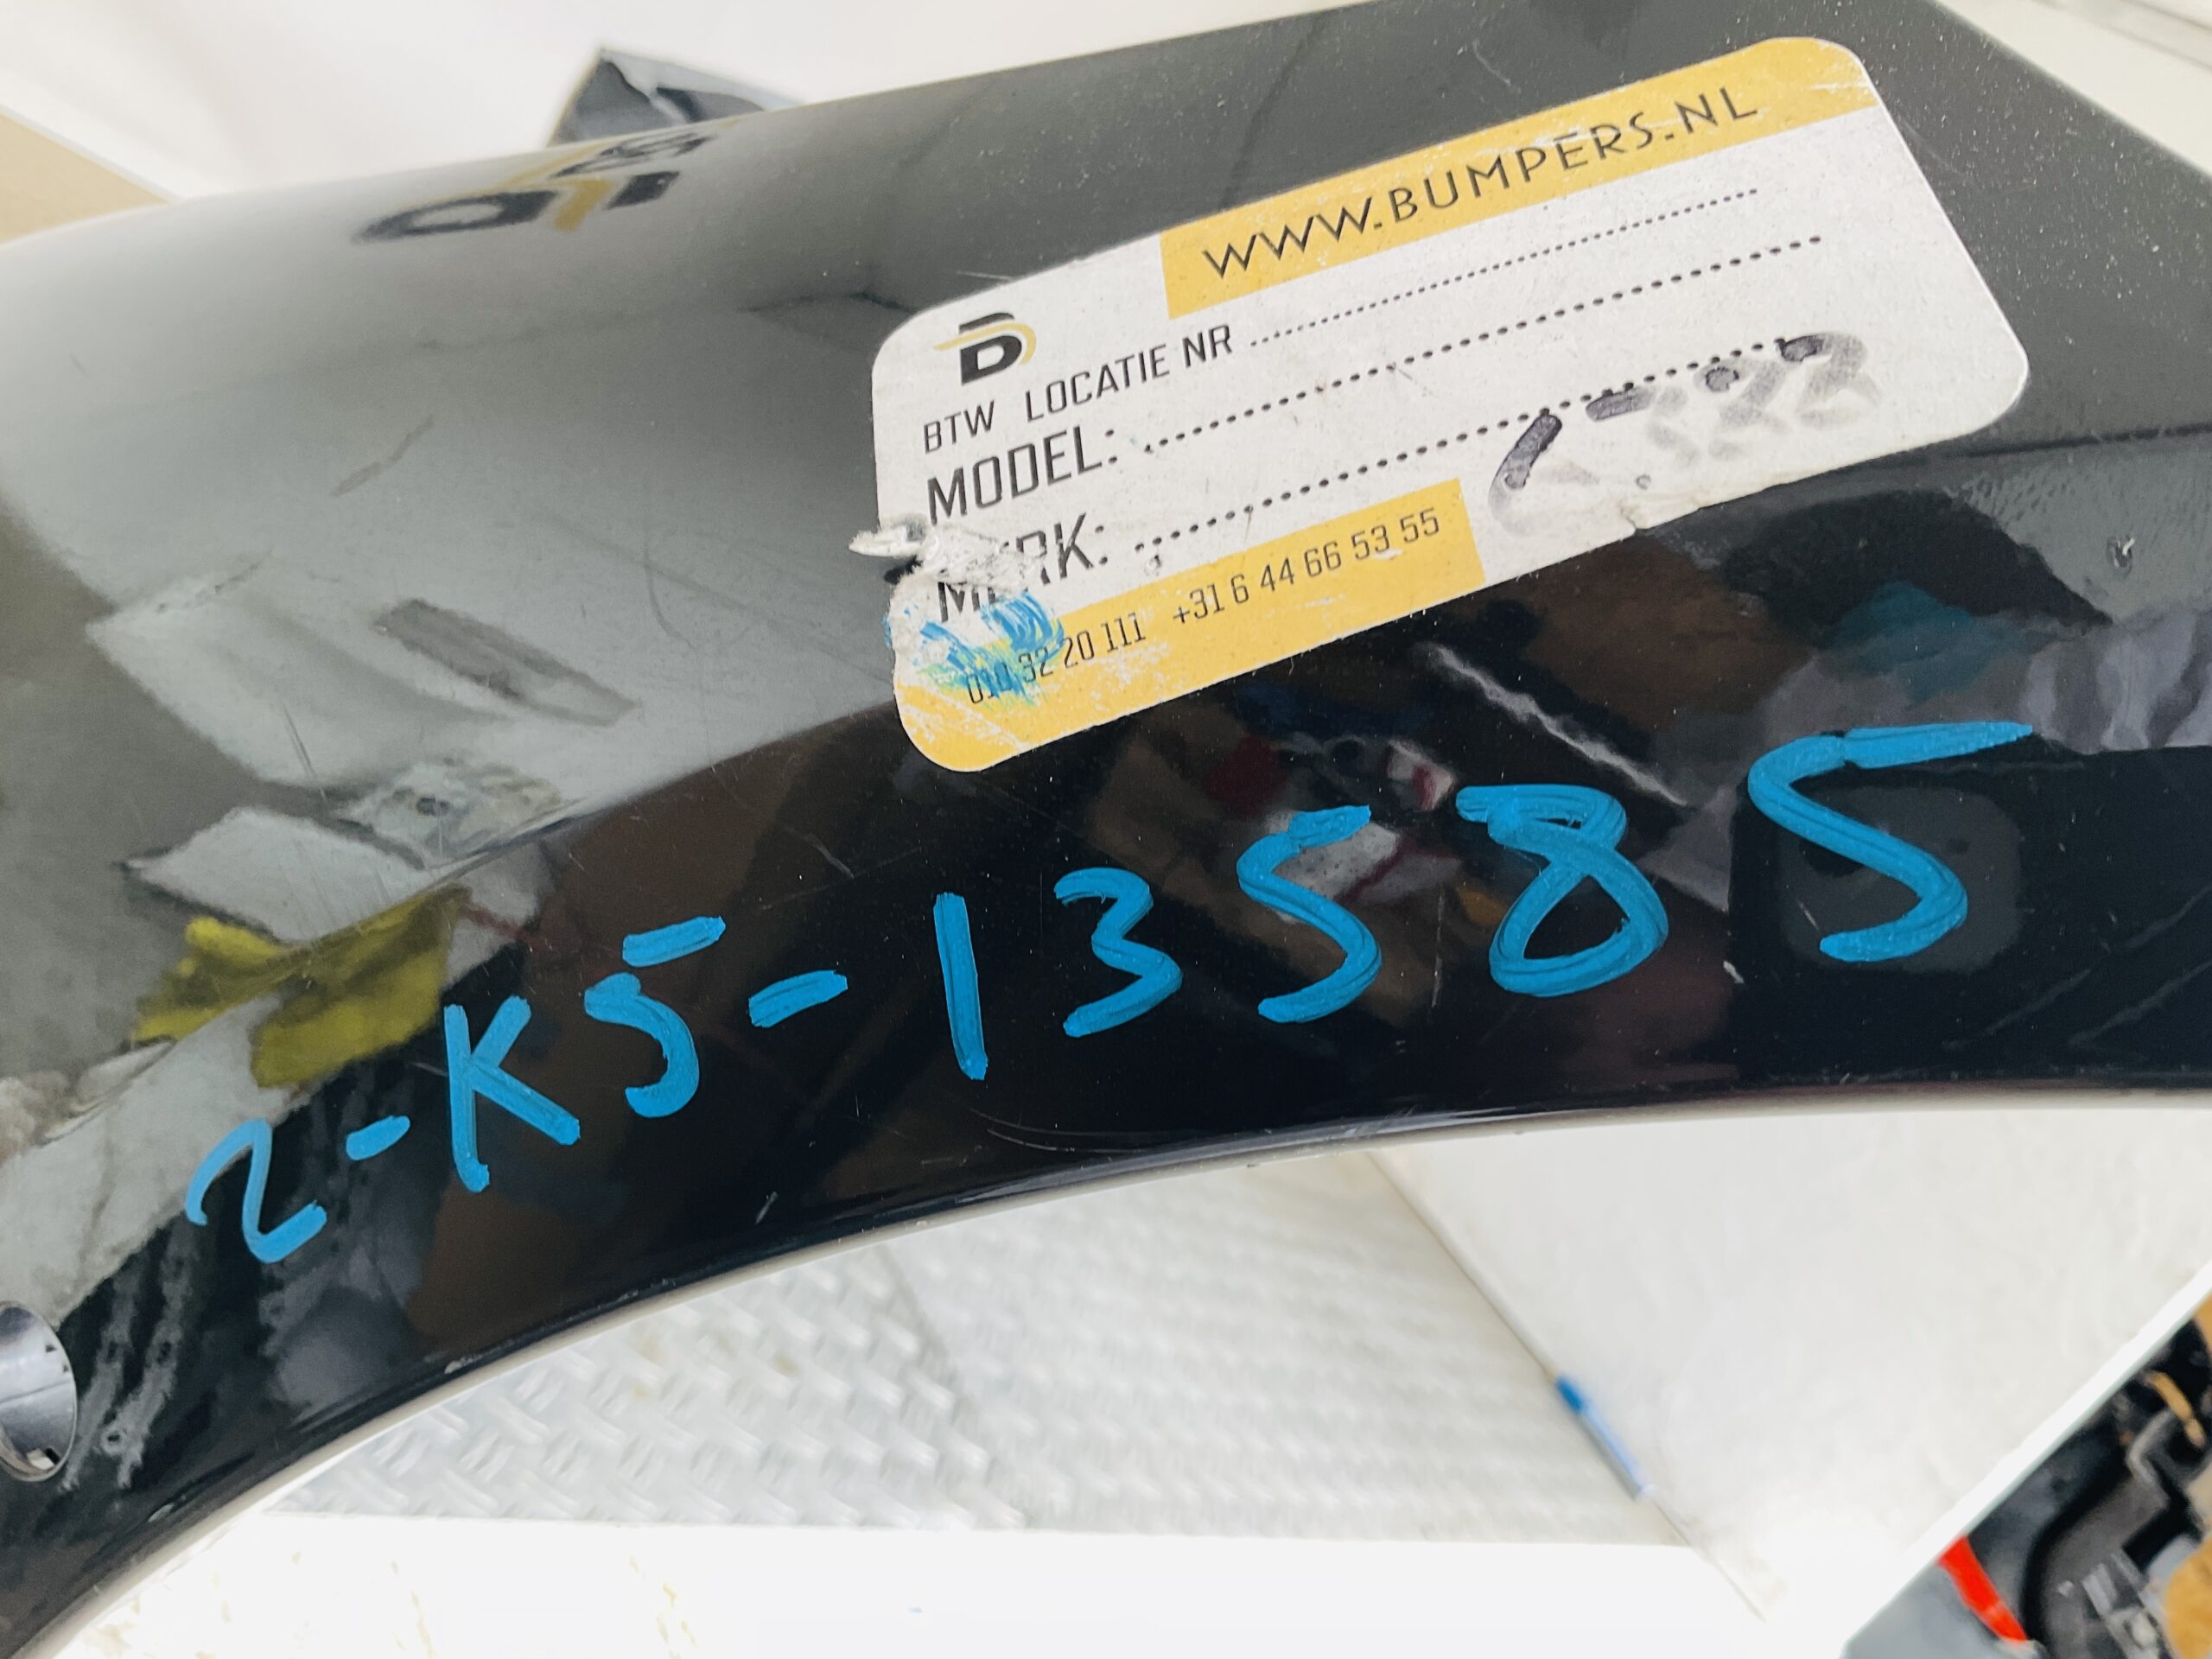 WWW.BUMPERS.NL
BTW LOCATIE NR ..........
MODEL: ..........
MERK: ..........
010 32 20 111 +31 6 44 66 53 55
2-K5-13585